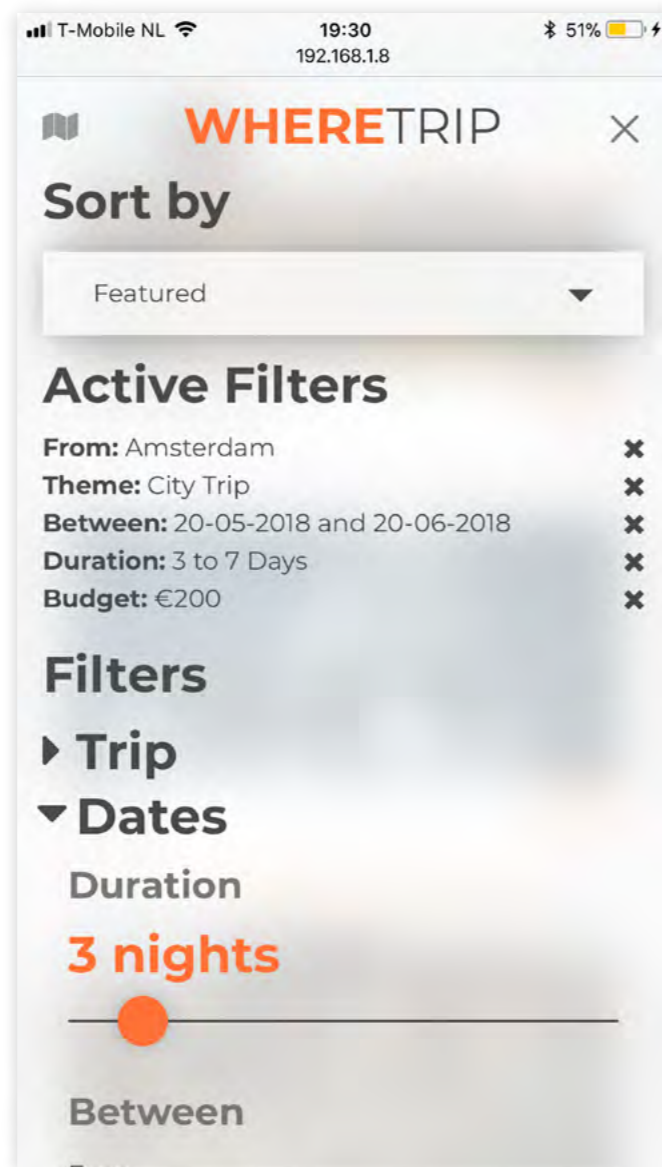 T-Mobile NL 19:30 51%
192.168.1.8
WHERETRIP
Sort by
Featured
Active Filters
From: Amsterdam
Theme: City Trip
Between: 20-05-2018 and 20-06-2018
Duration: 3 to 7 Days
Budget: €200
Filters
Trip
Dates
Duration
3 nights
Between